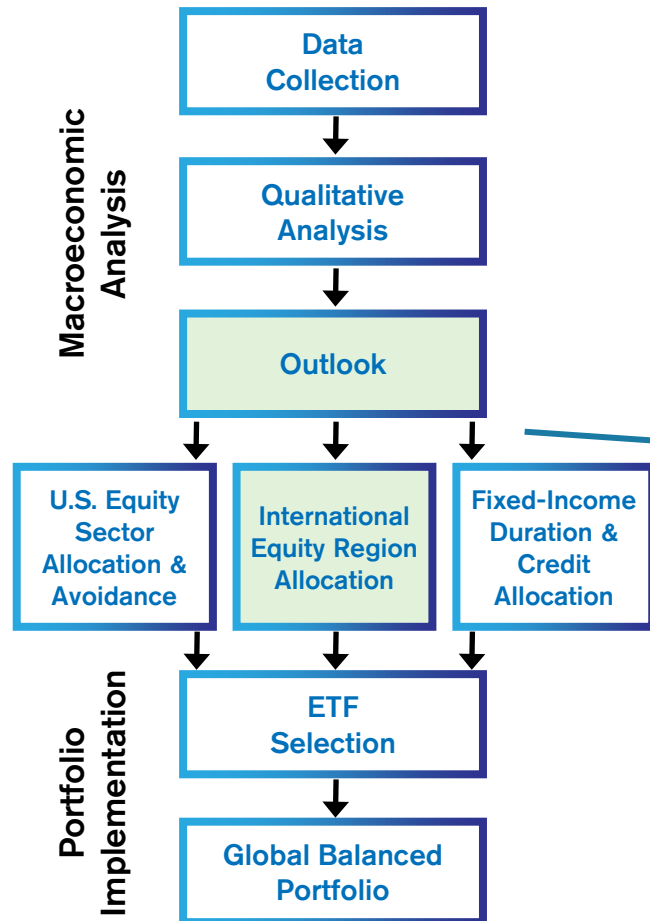 Macroeconomic
Analysis
Data
Collection
Qualitative
Analysis
Outlook
U.S. Equity
Sector
Allocation &
Avoidance
International
Equity Region
Allocation
Fixed-Income
Duration &
Credit
Allocation
Portfolio
Implementation
ETF
Selection
Global Balanced
Portfolio